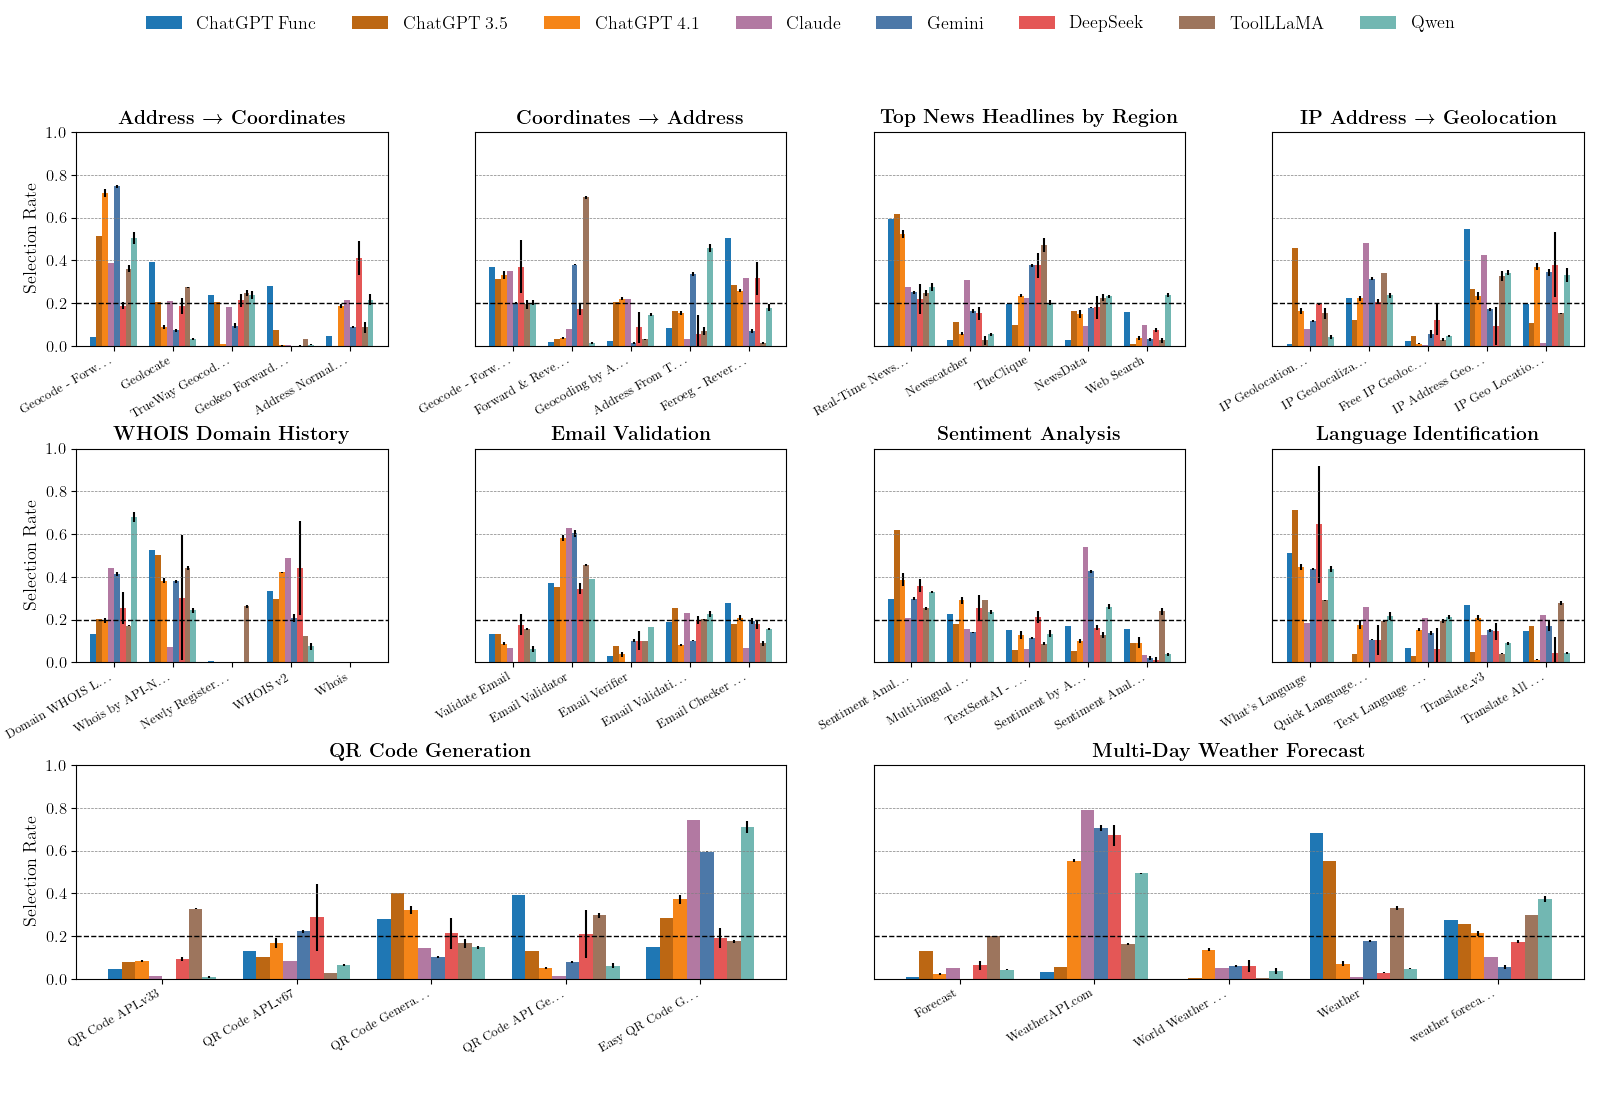 ChatGPT Func ChatGPT 3.5 ChatGPT 4.1 Claude Gemini DeepSeek ToolLLaMA Qwen
Address → Coordinates
Coordinates → Address
Top News Headlines by Region
IP Address → Geolocation
Selection Rate
1.0
0.8
0.6
0.4
0.2
0.0
Geocode - Forw...
Geolocate
TrueWay Geocod...
Geokeo Forward...
Address Normal...
Geocode - Forw...
Forward & Reve...
Geocoding by A...
Address From T...
Feroeg - Rever...
Real-Time News...
Newscatcher
TheClique
NewsData
Web Search
IP Geolocation...
IP Geolocaliza...
Free IP Geoloc...
IP Address Geo...
IP Geo Locatio...
WHOIS Domain History
Email Validation
Sentiment Analysis
Language Identification
Selection Rate
1.0
0.8
0.6
0.4
0.2
0.0
Domain WHOIS L...
Whois by API-N...
Newly Register...
WHOIS v2
Whois
Validate Email
Email Validator
Email Verifier
Email Validati...
Email Checker ...
Sentiment Anal...
Multi-lingual ...
TextSentAI - ...
Sentiment by A...
Sentiment Anal...
What's Language
Quick Language...
Text Language ...
Translate_v3
Translate All ...
QR Code Generation
Multi-Day Weather Forecast
Selection Rate
1.0
0.8
0.6
0.4
0.2
0.0
QR Code API_v33
QR Code API_v67
QR Code Genera...
QR Code API Ge...
Easy QR Code G...
Forecast
WeatherAPI.com
World Weather ...
Weather
weather foreca...